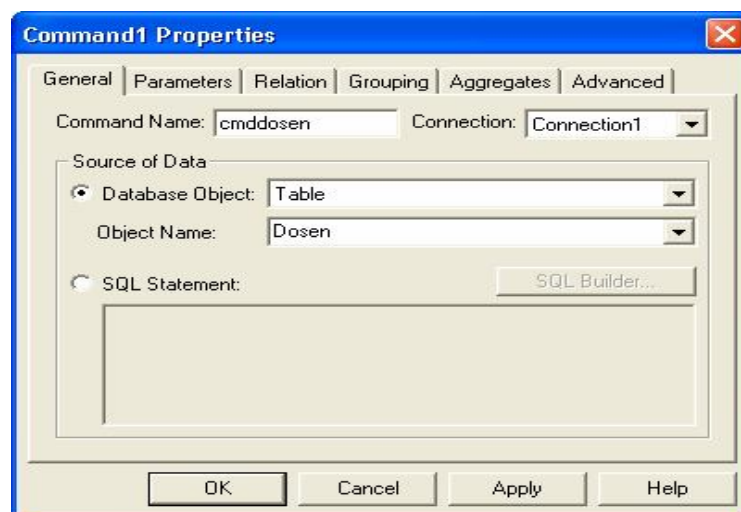 Command1 Properties
General Parameters Relation Grouping Aggregates Advanced
Command Name: cmddosen Connection: Connection1
Source of Data
Database Object: Table
Object Name: Dosen
SQL Statement: SQL Builder...
OK Cancel Apply Help